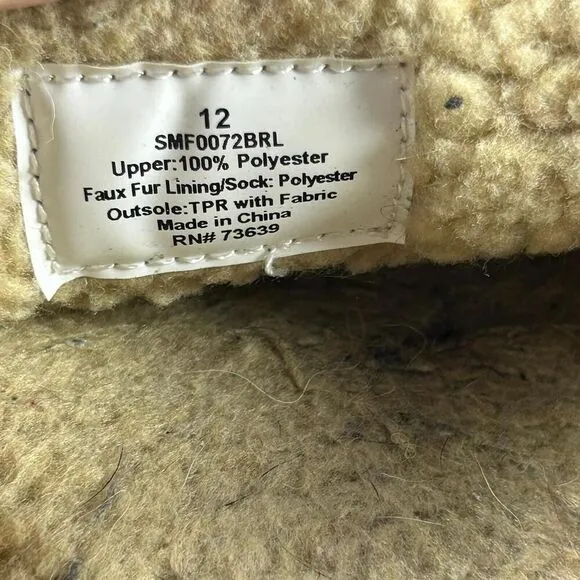 12
SMF0072BRL
Upper:100% Polyester
Faux Fur Lining/Sock: Polyester
Outsole:TPR with Fabric
Made in China
RN# 73639